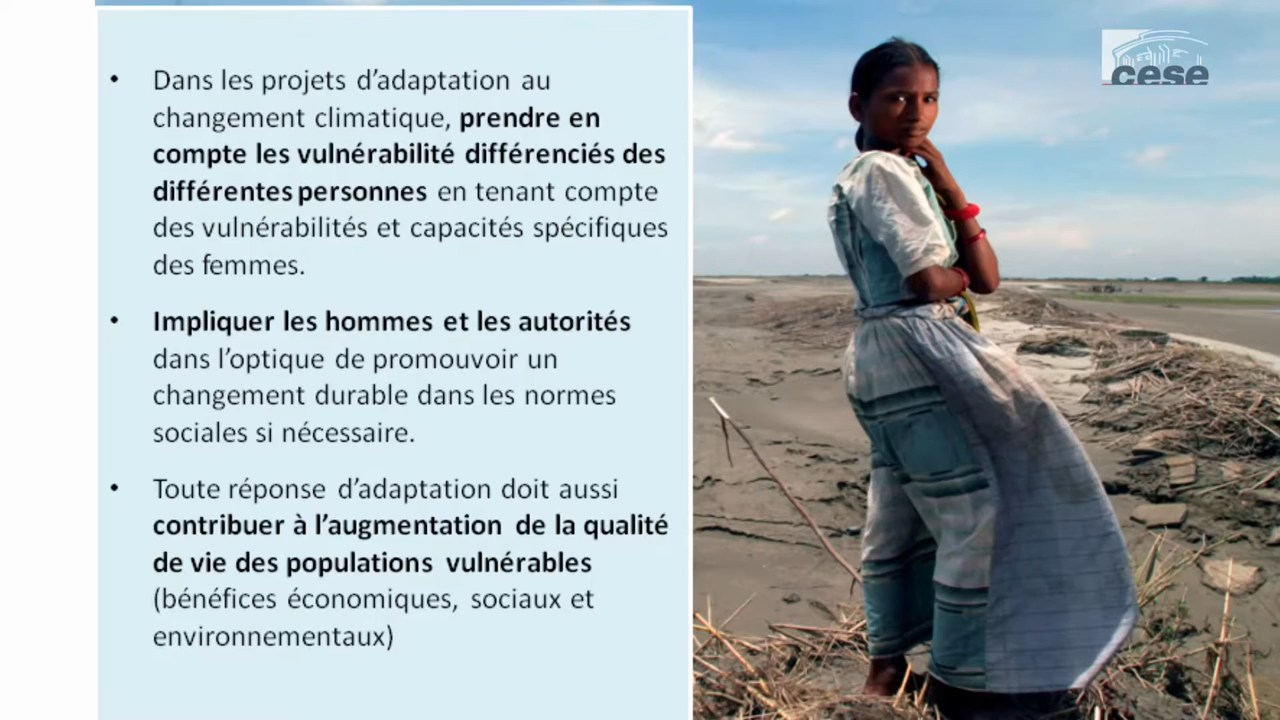 • Dans les projets d’adaptation au
changement climatique, prendre en
compte les vulnérabilité différenciés des
différentes personnes en tenant compte
des vulnérabilités et capacités spécifiques
des femmes.
• Impliquer les hommes et les autorités
dans l’optique de promouvoir un
changement durable dans les normes
sociales si nécessaire.
• Toute réponse d’adaptation doit aussi
contribuer à l’augmentation de la qualité
de vie des populations vulnérables
(bénéfices économiques, sociaux et
environnementaux)
cese